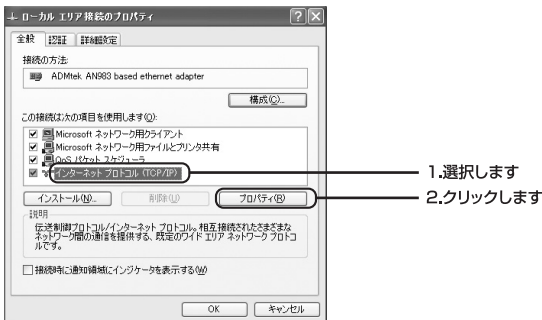 ローカル エリア接続のプロパティ
全般 認証 詳細設定
接続の方法:
ADMtek AN983 based ethernet adapter
構成(C)...
この接続は次の項目を使用します(O):
Microsoft ネットワーク用クライアント
Microsoft ネットワーク用ファイルとプリンタ共有
QoS パケット スケジューラ
インターネット プロトコル (TCP/IP)
1.選択します
インストール(N)... 削除(U) プロパティ(R)
2.クリックします
説明
伝送制御プロトコル/インターネット プロトコル。相互接続されたさまざまな
ネットワーク間の通信を提供する、既定のワイド エリア ネットワーク プロトコ
ルです。
接続時に通知領域にインジケータを表示する(W)
OK キャンセル